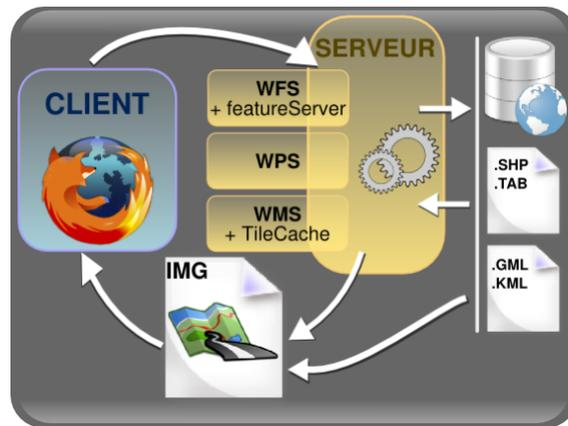 SERVEUR
CLIENT
WFS
+ featureServer
WPS
WMS
+ TileCache
.SHP
.TAB
.GML
.KML
IMG